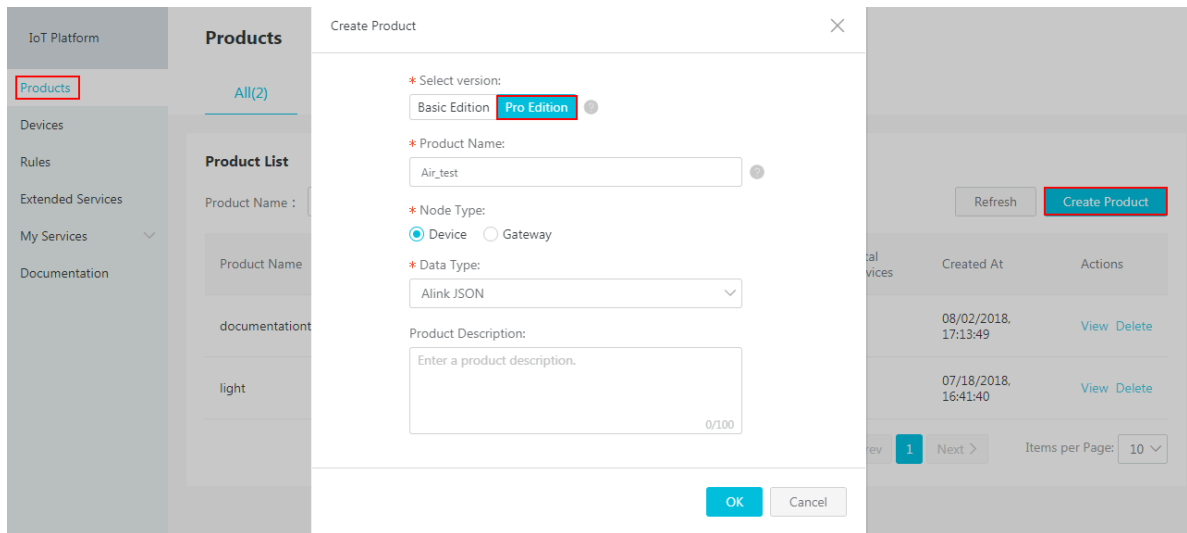 IoT Platform
Products
Devices
Rules
Extended Services
My Services
Documentation
Products
All(2)
Product List
Product Name :
Refresh
Create Product
Product Name
Created At
Actions
documentationt
08/02/2018,
17:13:49
View Delete
light
07/18/2018,
16:41:40
View Delete
1
Next >
Items per Page: 10
Create Product
* Select version:
Basic Edition Pro Edition ?
* Product Name:
Air_test ?
* Node Type:
Device Gateway
* Data Type:
Alink JSON
Product Description:
Enter a product description.
0/100
OK Cancel